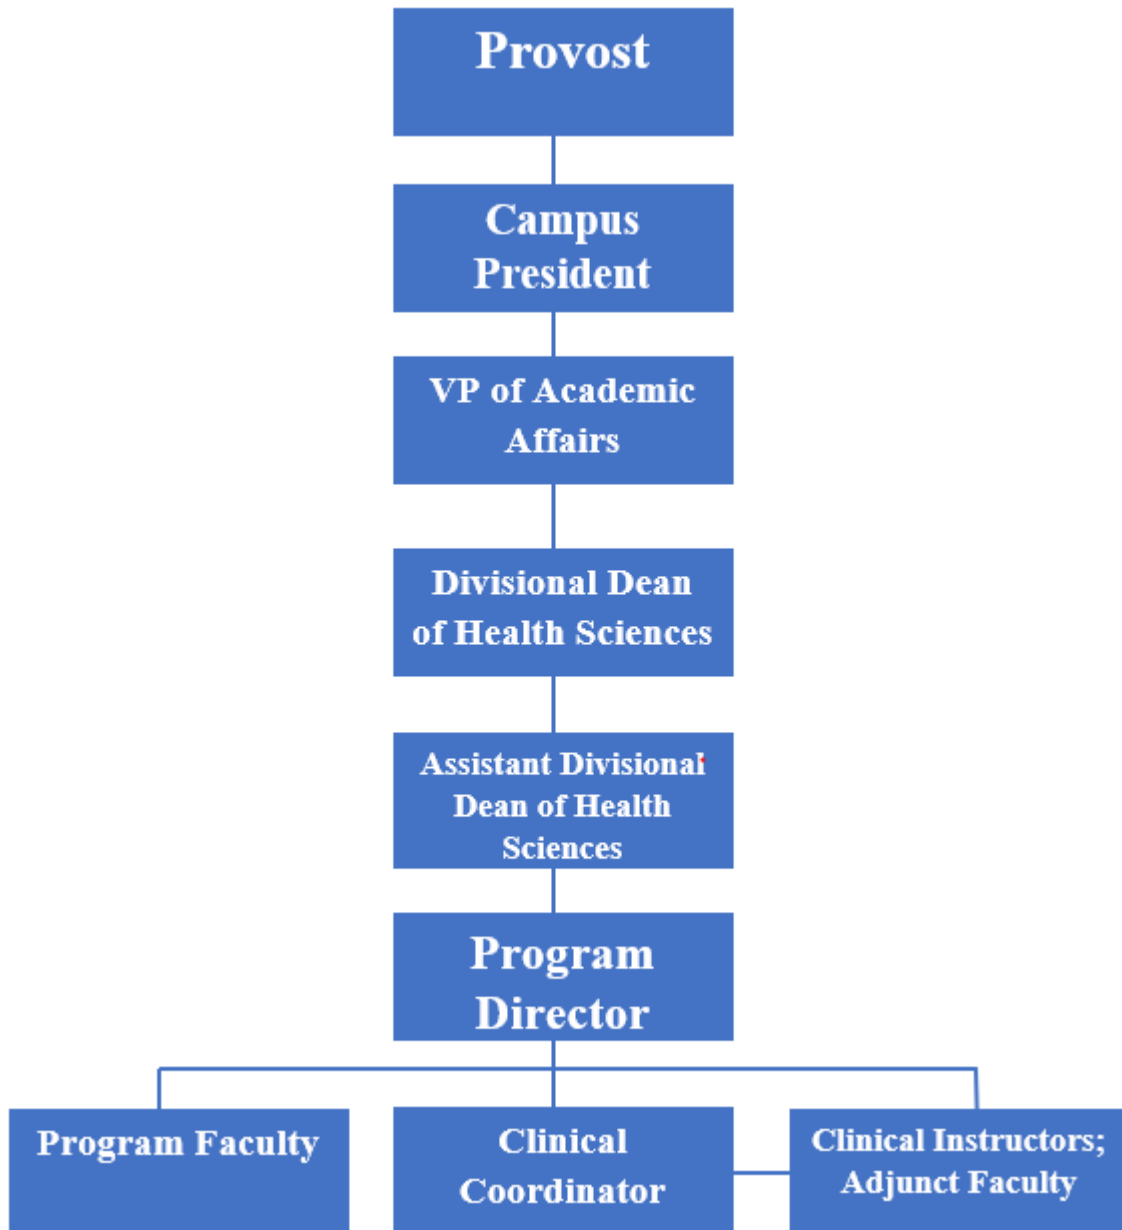 Provost
Campus
President
VP of Academic
Affairs
Divisional Dean
of Health Sciences
Assistant Divisional
Dean of Health
Sciences
Program
Director
Program Faculty
Clinical
Coordinator
Clinical Instructors;
Adjunct Faculty